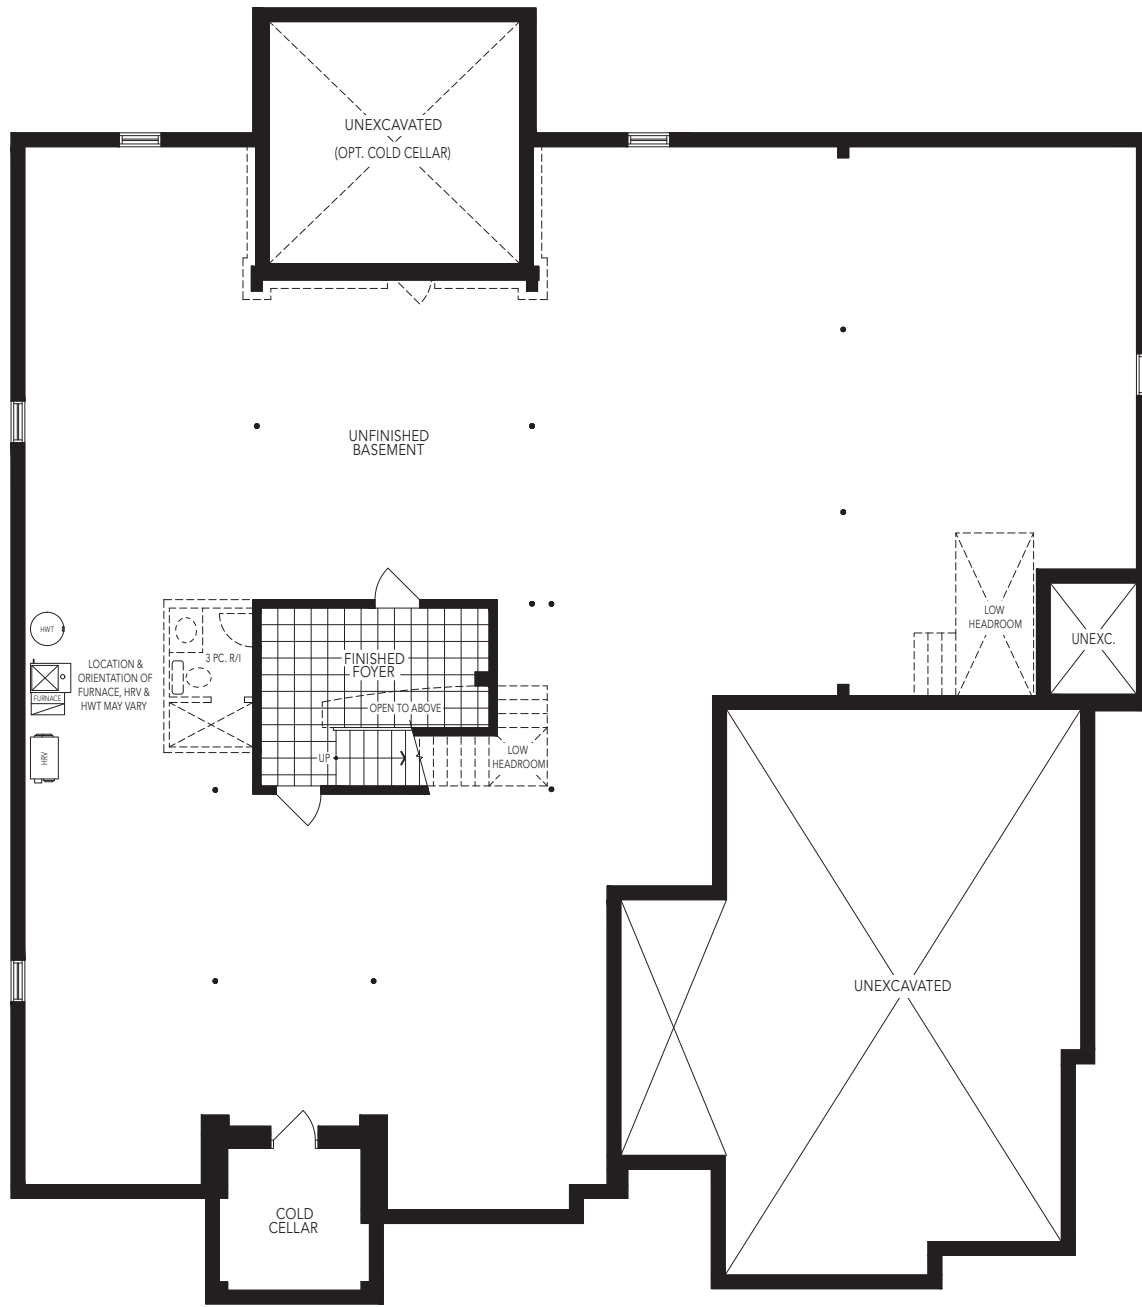 UNEXCAVATED
(OPT. COLD CELLAR)
UNFINISHED
BASEMENT
LOW
HEADROOM
UNEXC.
HWT
3 PC. R/I
LOCATION &
ORIENTATION OF
FURNACE, HRV &
HWT MAY VARY
FURNACE
HRV
FINISHED
FOYER
OPEN TO ABOVE
UP
LOW
HEADROOM
UNEXCAVATED
COLD
CELLAR